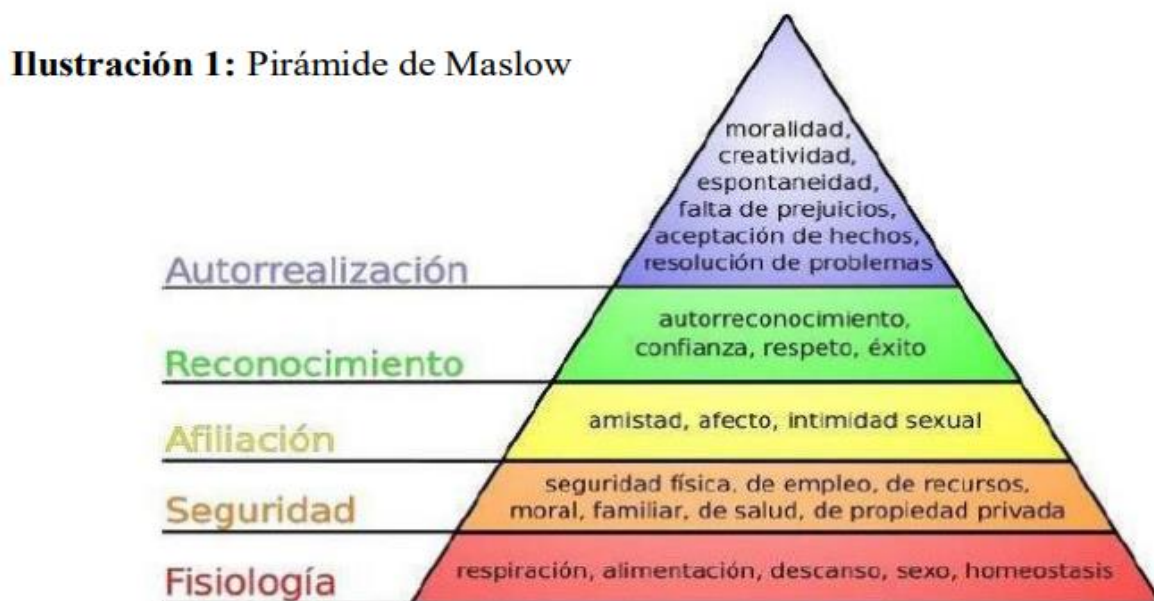 Ilustración 1: Pirámide de Maslow
moralidad,
creatividad,
espontaneidad,
falta de prejuicios,
aceptación de hechos,
resolución de problemas
Autorrealización
autorreconocimiento,
confianza, respeto, éxito
Reconocimiento
amistad, afecto, intimidad sexual
Afiliación
seguridad física, de empleo, de recursos,
moral, familiar, de salud, de propiedad privada
Seguridad
respiración, alimentación, descanso, sexo, homeostasis
Fisiología